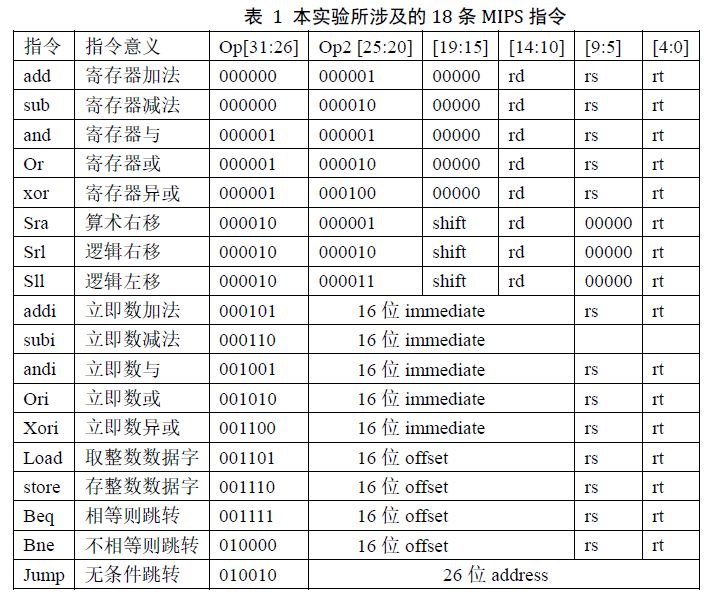 表 1 本实验所涉及的 18 条 MIPS 指令
指令 指令意义 Op[31:26] Op2 [25:20] [19:15] [14:10] [9:5] [4:0]
add 寄存器加法 000000 000001 00000 rd rs rt
sub 寄存器减法 000000 000010 00000 rd rs rt
and 寄存器与 000001 000001 00000 rd rs rt
Or 寄存器或 000001 000010 00000 rd rs rt
xor 寄存器异或 000001 000100 00000 rd rs rt
Sra 算术右移 000010 000001 shift rd 00000 rt
Srl 逻辑右移 000010 000010 shift rd 00000 rt
Sll 逻辑左移 000010 000011 shift rd 00000 rt
addi 立即数加法 000101 16 位 immediate rs rt
subi 立即数减法 000110 16 位 immediate
andi 立即数与 001001 16 位 immediate rs rt
Ori 立即数或 001010 16 位 immediate rs rt
Xori 立即数异或 001100 16 位 immediate rs rt
Load 取整数数据字 001101 16 位 offset rs rt
store 存整数数据字 001110 16 位 offset rs rt
Beq 相等则跳转 001111 16 位 offset rs rt
Bne 不相等则跳转 010000 16 位 offset rs rt
Jump 无条件跳转 010010 26 位 address